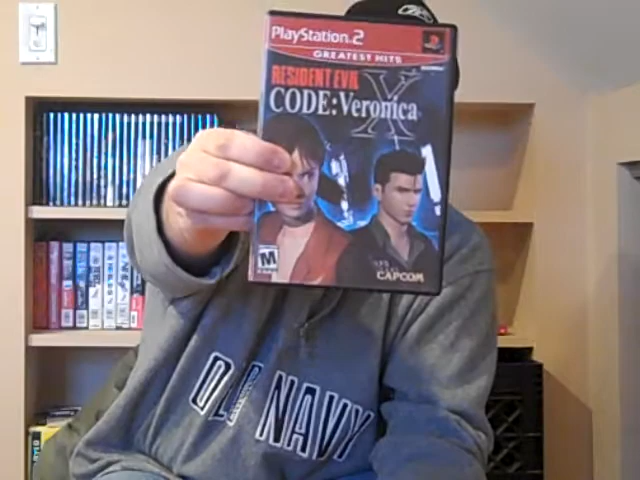 PlayStation 2
GREATEST HITS
RESIDENT EVIL
CODE: Veronica
X
M
CAPCOM
OLD NAVY